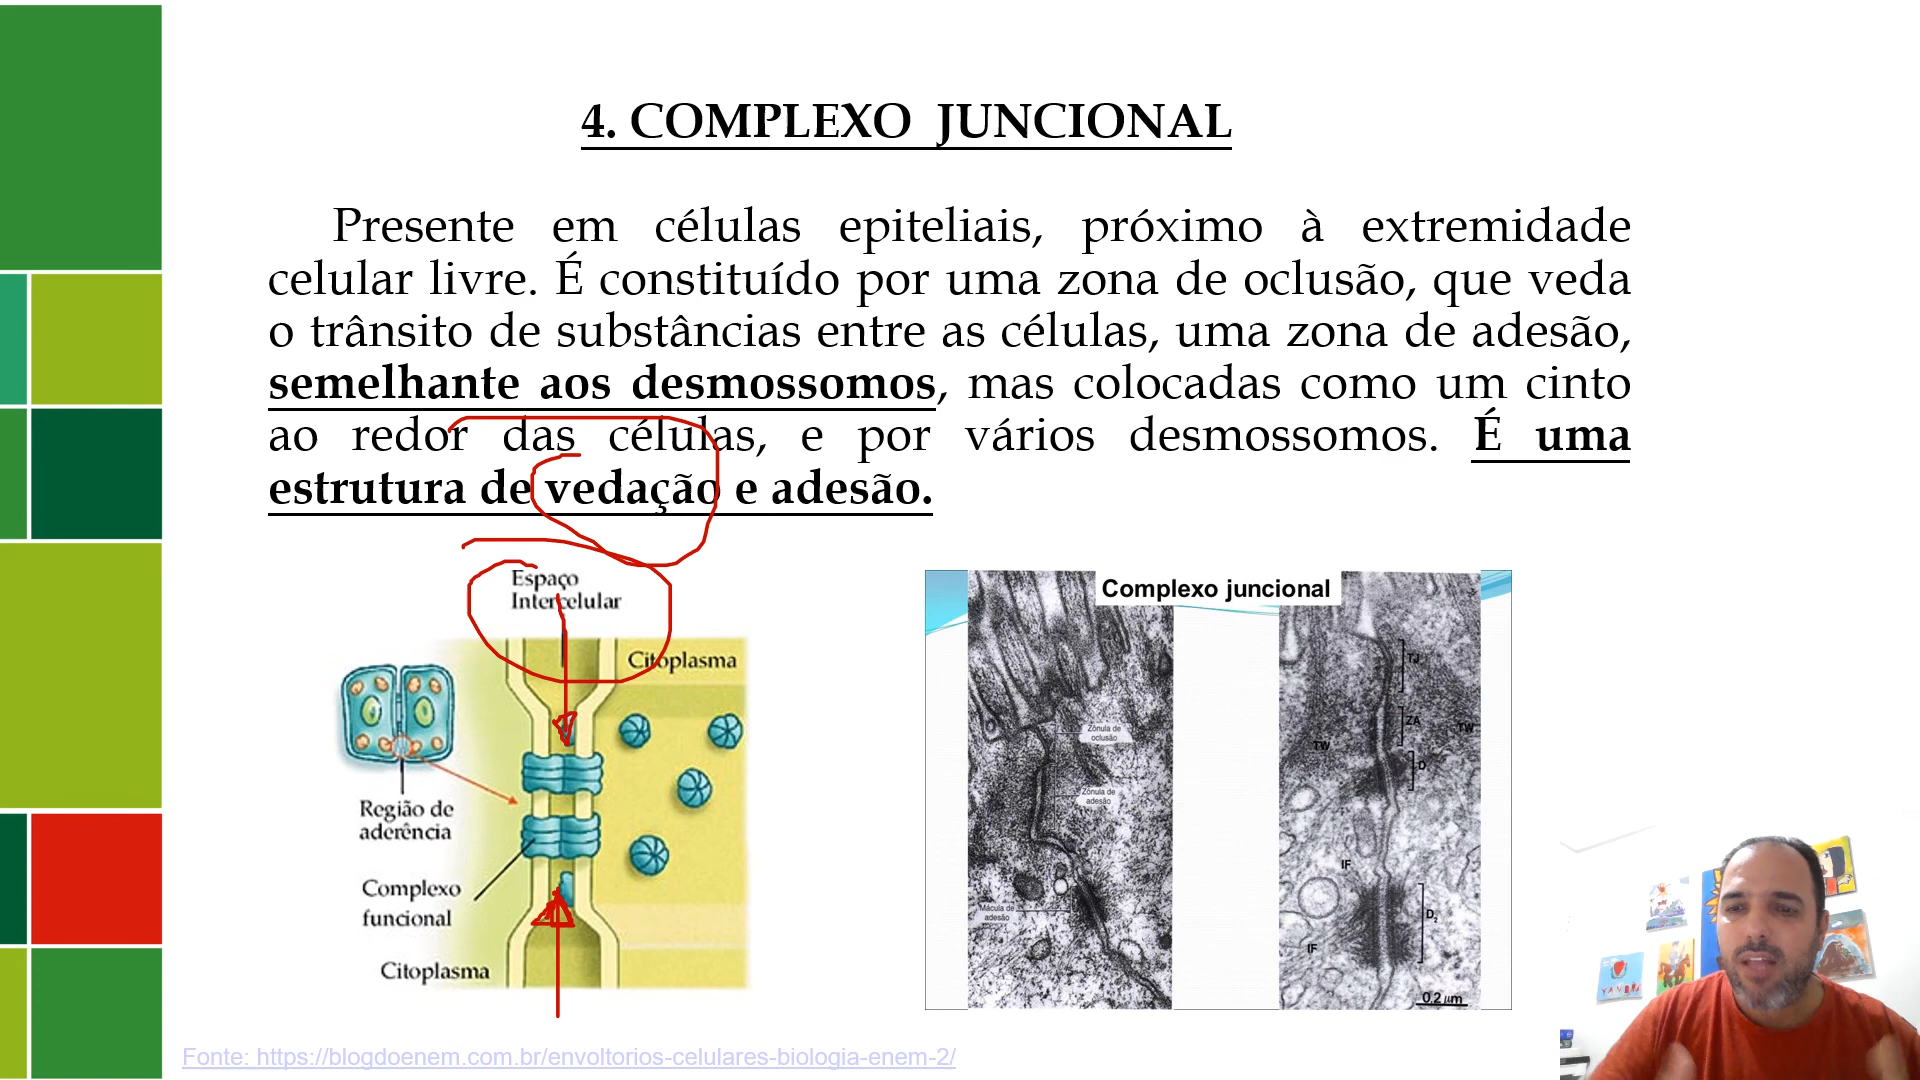 4. COMPLEXO JUNCIONAL
Presente em células epiteliais, próximo à extremidade
celular livre. É constituído por uma zona de oclusão, que veda
o trânsito de substâncias entre as células, uma zona de adesão,
semelhante aos desmossomos, mas colocadas como um cinto
ao redor das células, e por vários desmossomos. É uma
estrutura de vedação e adesão.
Espaço
Intercelular
Citoplasma
Região de
aderência
Complexo
funcional
Citoplasma
Complexo juncional
Zônula de
oclusão
Zônula de
adesão
Mácula de
adesão
TJ
ZA
TW
TW
D
IF
D2
IF
0.2 µm
Fonte: https://blogdoenem.com.br/envoltorios-celulares-biologia-enem-2/